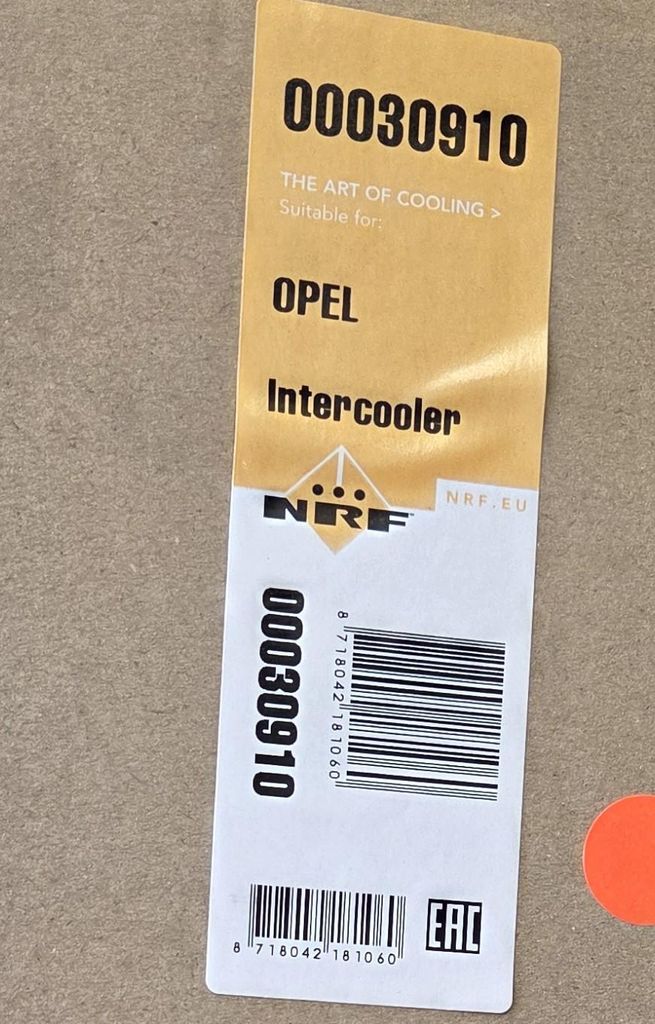 00030910
THE ART OF COOLING >
Suitable for:
OPEL
Intercooler
NRF™
NRF.EU
00030910
8 718042 181060
8 718042 181060
EAC